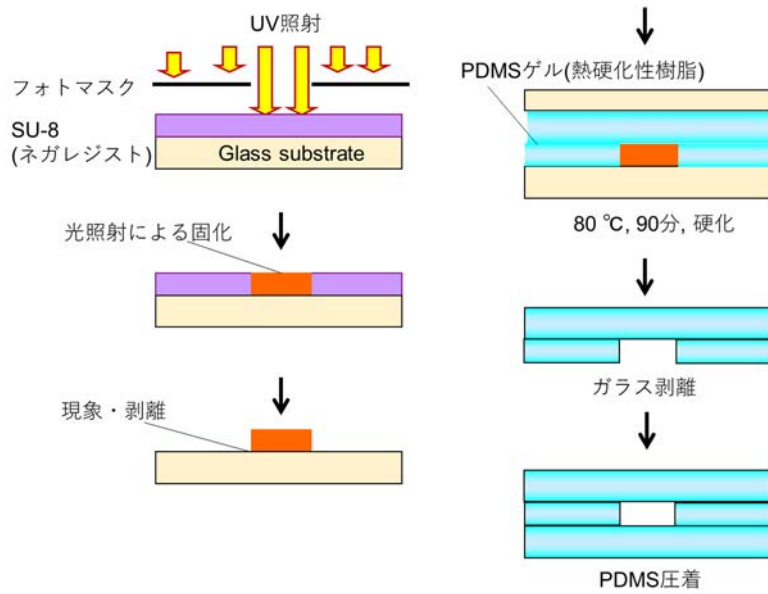 UV照射
フォトマスク
SU-8
(ネガレジスト)
Glass substrate
光照射による固化
現象・剥離
PDMSゲル(熱硬化性樹脂)
80 ℃, 90分, 硬化
ガラス剥離
PDMS圧着